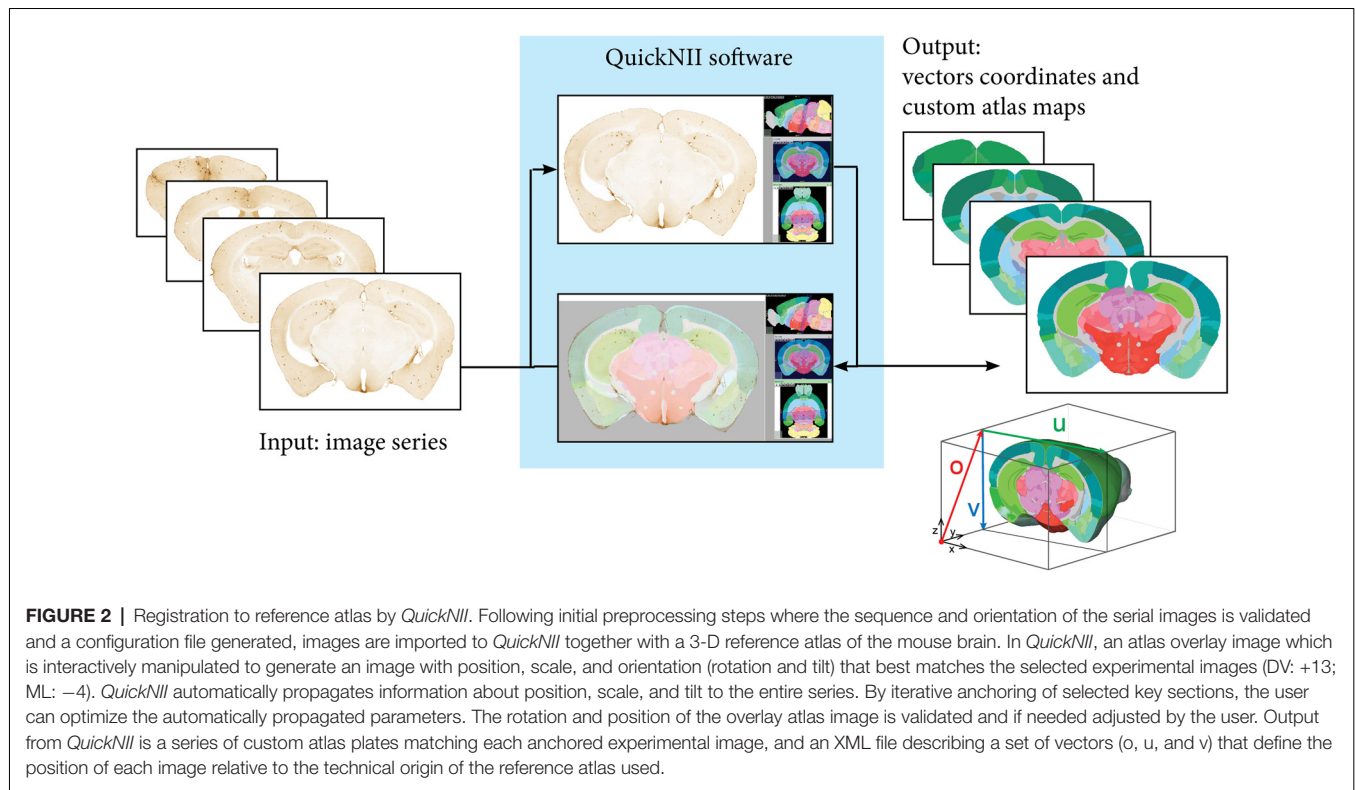 QuickNII software
Output:
vectors coordinates and
custom atlas maps
Input: image series
u
o
v
z
y
x
FIGURE 2 | Registration to reference atlas by QuickNII. Following initial preprocessing steps where the sequence and orientation of the serial images is validated
and a configuration file generated, images are imported to QuickNII together with a 3-D reference atlas of the mouse brain. In QuickNII, an atlas overlay image which
is interactively manipulated to generate an image with position, scale, and orientation (rotation and tilt) that best matches the selected experimental images (DV: +13;
ML: −4). QuickNII automatically propagates information about position, scale, and tilt to the entire series. By iterative anchoring of selected key sections, the user
can optimize the automatically propagated parameters. The rotation and position of the overlay atlas image is validated and if needed adjusted by the user. Output
from QuickNII is a series of custom atlas plates matching each anchored experimental image, and an XML file describing a set of vectors (o, u, and v) that define the
position of each image relative to the technical origin of the reference atlas used.